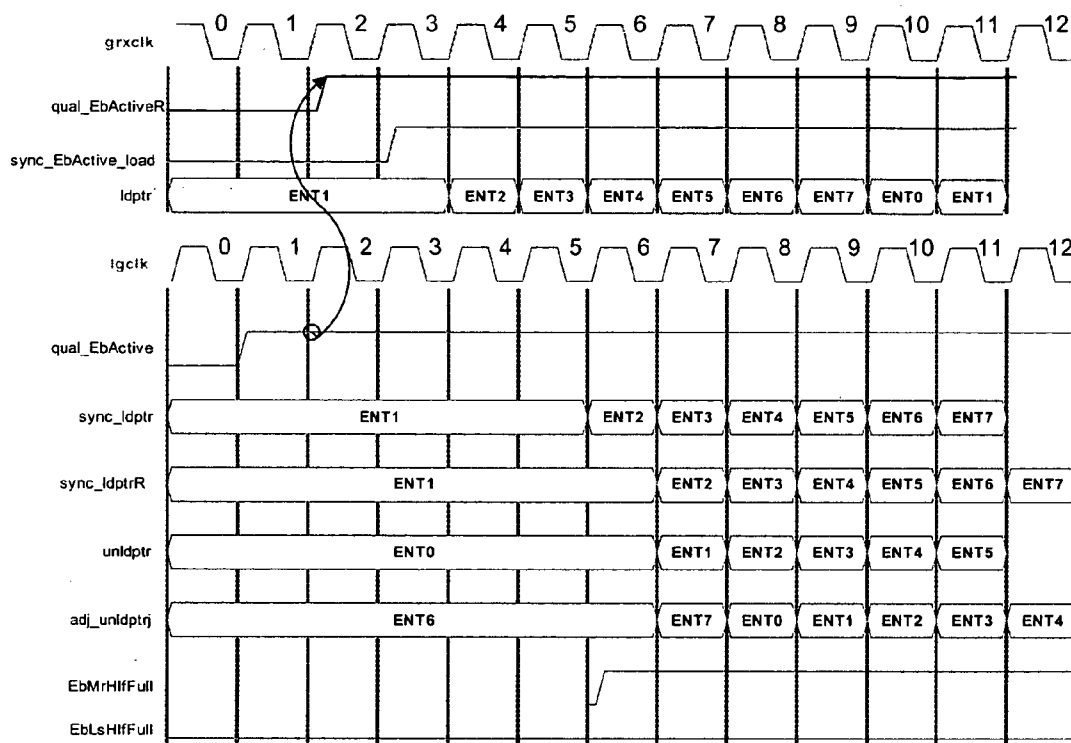 grxclk 0 1 2 3 4 5 6 7 8 9 10 11 12
qual_EbActiveR
sync_EbActive_load
ldptr ENT1 ENT2 ENT3 ENT4 ENT5 ENT6 ENT7 ENT0 ENT1
lgclk 0 1 2 3 4 5 6 7 8 9 10 11 12
qual_EbActive
sync_ldptr ENT1 ENT2 ENT3 ENT4 ENT5 ENT6 ENT7
sync_ldptrR ENT1 ENT2 ENT3 ENT4 ENT5 ENT6 ENT7
unldptr ENT0 ENT1 ENT2 ENT3 ENT4 ENT5
adj_unldptrj ENT6 ENT7 ENT0 ENT1 ENT2 ENT3 ENT4
EbMrHlfFull
EbLsHlfFull